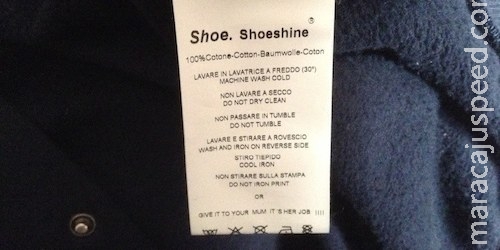 ®
Shoe. Shoeshine
100%Cotone-Cotton-Baumwolle-Coton
LAVARE IN LAVATRICE A FREDDO (30°)
MACHINE WASH COLD
NON LAVARE A SECCO
DO NOT DRY CLEAN
NON PASSARE IN TUMBLE
DO NOT TUMBLE
LAVARE E STIRARE A ROVESCIO
WASH AND IRON ON REVERSE SIDE
STIRO TIEPIDO
COOL IRON
NON STIRARE SULLA STAMPA
DO NOT IRON PRINT
OR
GIVE IT TO YOUR MUM IT'S HER JOB !!!!
maracajuspeed.com